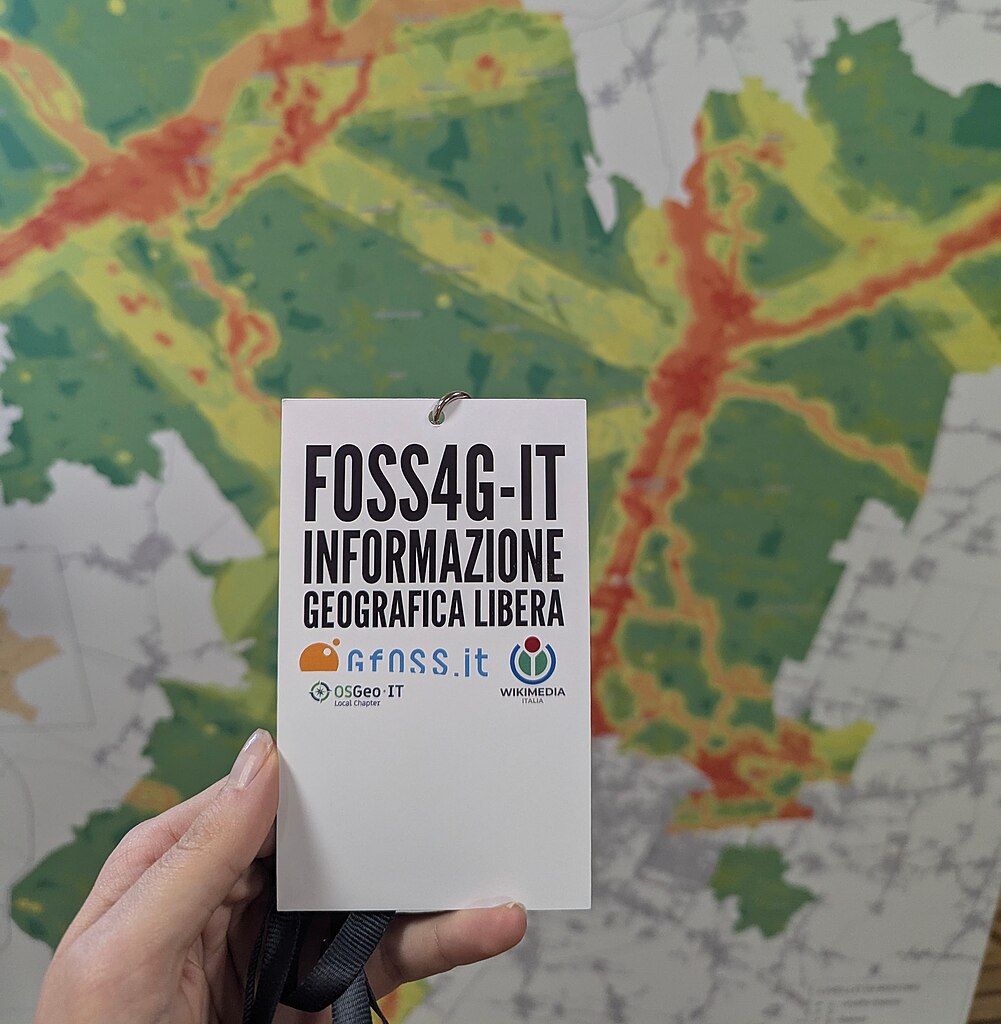 FOSS4G-IT
INFORMAZIONE
GEOGRAFICA LIBERA
GfOSS.it
OSGeo·IT
Local Chapter
WIKIMEDIA
ITALIA